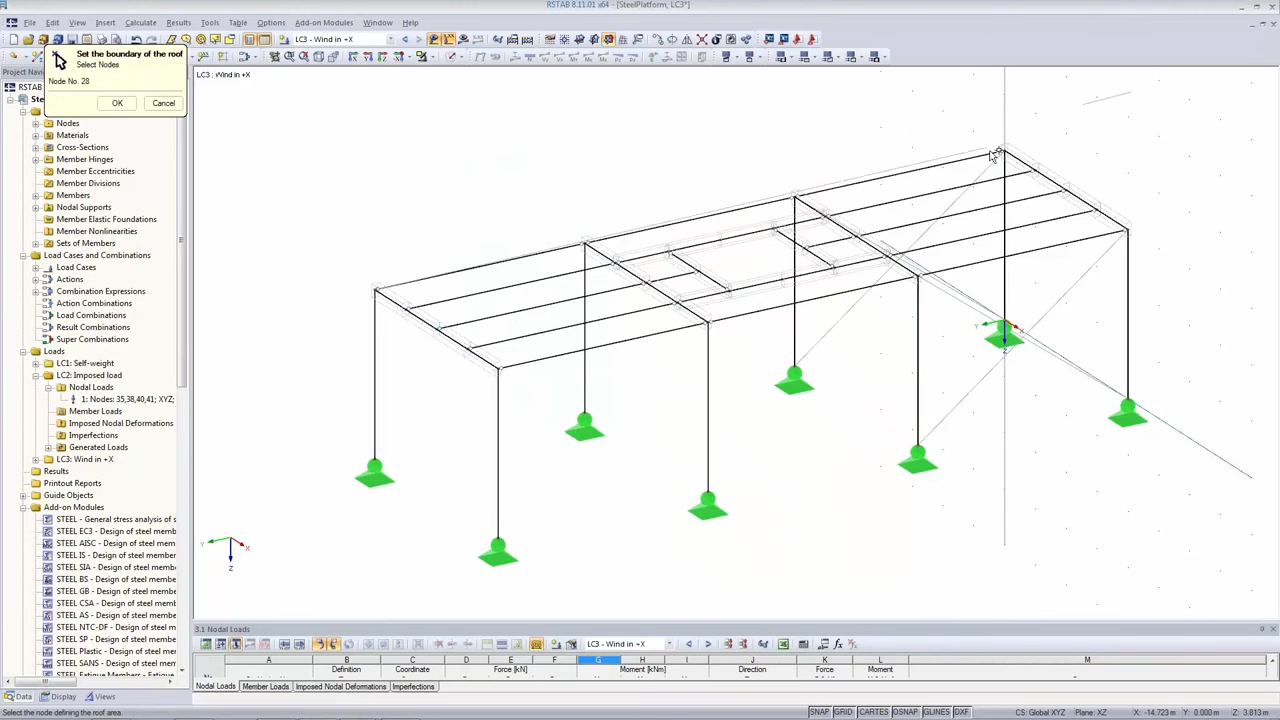 RSTAB 8.11.01 x64 - [SteelPlatform, LC3*]
File Edit View Insert Calculate Results Tools Table Options Add-on Modules Window Help
LC3 - Wind in +X
Set the boundary of the roof
Select Nodes
Node No. 28
OK Cancel
Project Nav
RSTAB
Ste
Nodes
Materials
Cross-Sections
Member Hinges
Member Eccentricities
Member Divisions
Members
Nodal Supports
Member Elastic Foundations
Member Nonlinearities
Sets of Members
Load Cases and Combinations
Load Cases
Actions
Combination Expressions
Action Combinations
Load Combinations
Result Combinations
Super Combinations
Loads
LC1: Self-weight
LC2: Imposed load
Nodal Loads
1: Nodes: 35,38,40,41; XYZ;
Member Loads
Imposed Nodal Deformations
Imperfections
Generated Loads
LC3: Wind in +X
Results
Printout Reports
Guide Objects
Add-on Modules
STEEL - General stress analysis of s
STEEL EC3 - Design of steel memb
STEEL AISC - Design of steel mem
STEEL IS - Design of steel membe
STEEL SIA - Design of steel memb
STEEL BS - Design of steel membe
STEEL GB - Design of steel membe
STEEL CSA - Design of steel memb
STEEL AS - Design of steel membe
STEEL NTC-DF - Design of steel m
STEEL SP - Design of steel membe
STEEL Plastic - Design of steel me
STEEL SANS - Design of steel mem
STEEL Fatigue Members - Fatigue
Data Display Views
LC3 : Wind in +X
Y X Z
Y X Z
3.1 Nodal Loads
LC3 - Wind in +X
A B C D E F G H I J K L M
Definition Coordinate Force [kN] Moment [kNm] Direction Force Moment
Nodal Loads Member Loads Imposed Nodal Deformations Imperfections
Select the node defining the roof area.
SNAP GRID CARTES OSNAP GLINES DXF CS: Global XYZ Plane: XZ X: -14.723 m Y: 0.000 m Z: 3.813 m